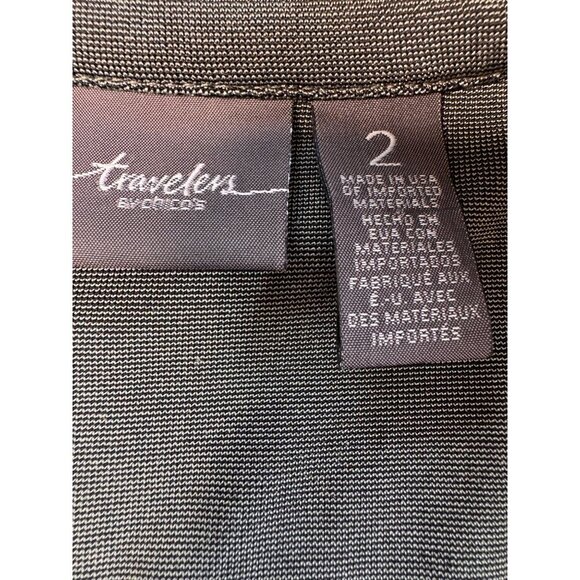 travelers
BY CHICO'S
2
MADE IN USA
OF IMPORTED
MATERIALS
HECHO EN
EUA CON
MATERIALES
IMPORTADOS
FABRIQUÉ AUX
É.-U. AVEC
DES MATÉRIAUX
IMPORTÉS